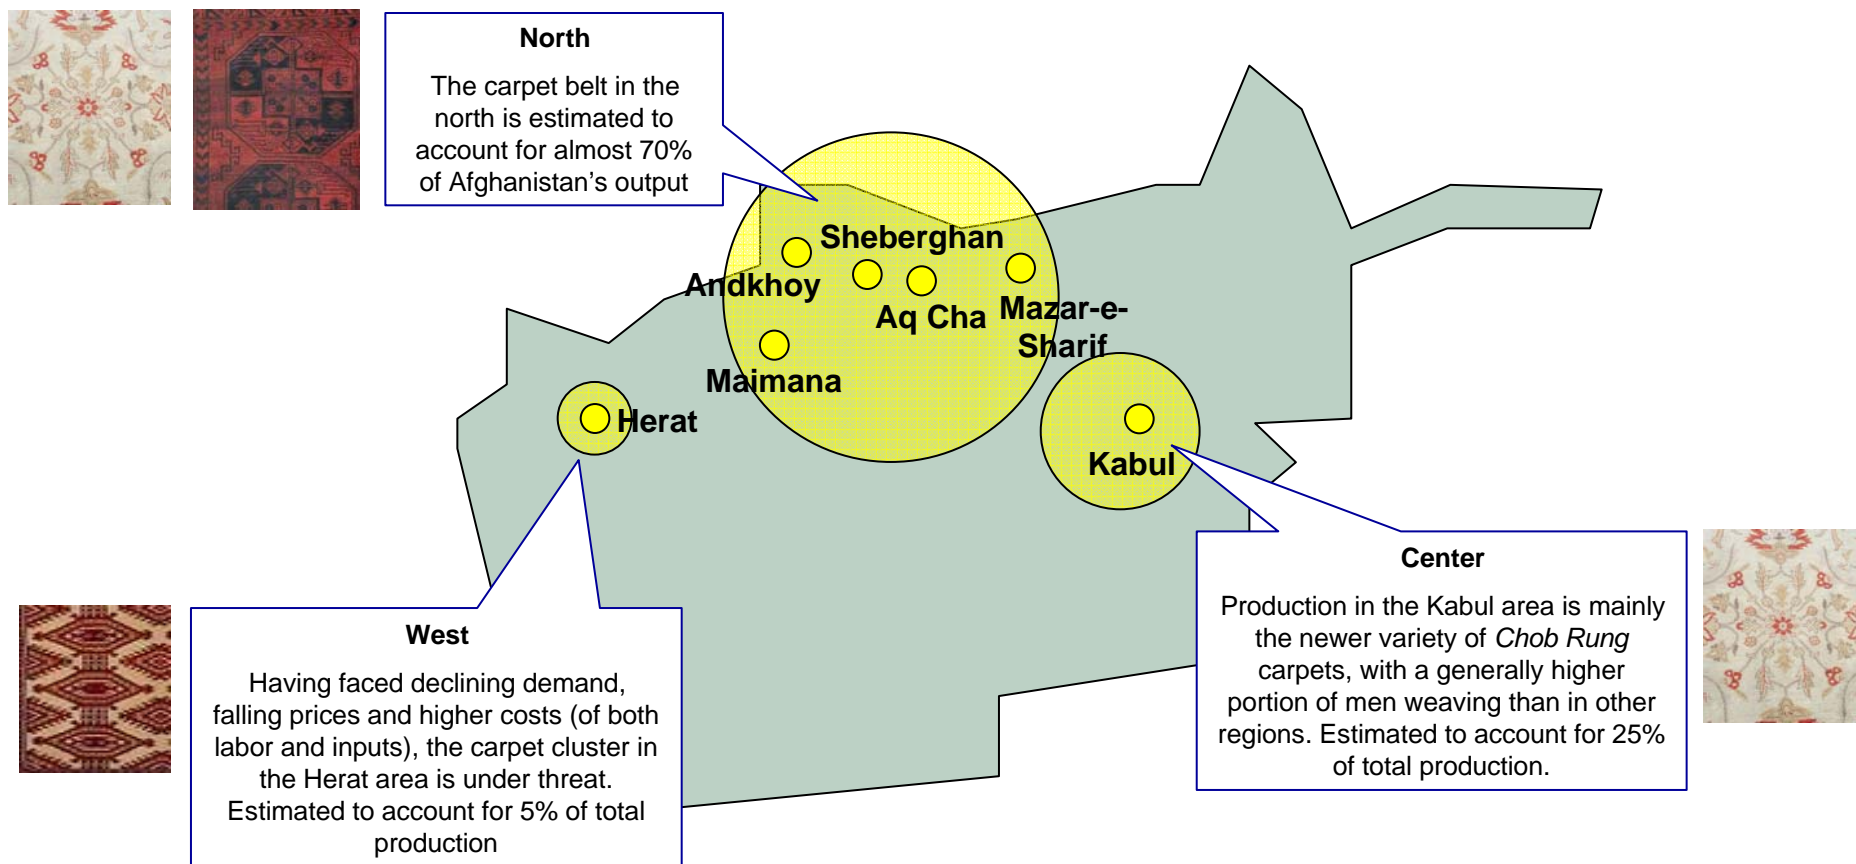 North
The carpet belt in the
north is estimated to
account for almost 70%
of Afghanistan’s output
Sheberghan
Andkhoy
Aq Cha
Mazar-e-
Sharif
Maimana
Herat
Kabul
West
Having faced declining demand,
falling prices and higher costs (of both
labor and inputs), the carpet cluster in
the Herat area is under threat.
Estimated to account for 5% of total
production
Center
Production in the Kabul area is mainly
the newer variety of Chob Rung
carpets, with a generally higher
portion of men weaving than in other
regions. Estimated to account for 25%
of total production.